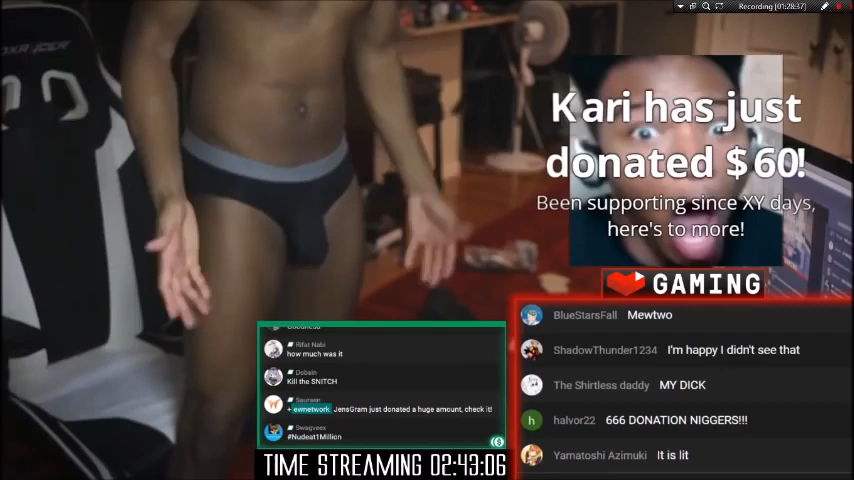 Recording [01:28:37]
Kari has just
donated $60!
Been supporting since XY days,
here's to more!
GAMING
BlueStarsFall Mewtwo
ShadowThunder1234 I'm happy I didn't see that
The Shirtless daddy MY DICK
halvor22 666 DONATION NIGGERS!!!
Yamatoshi Azimuki It is lit
Rifat Nabi
how much was it
Dobsin
Kill the SNITCH
+ ewnetwork JensGram just donated a huge amount, check it!
Swagveex
#Nudeat1Million
TIME STREAMING 02:43:06